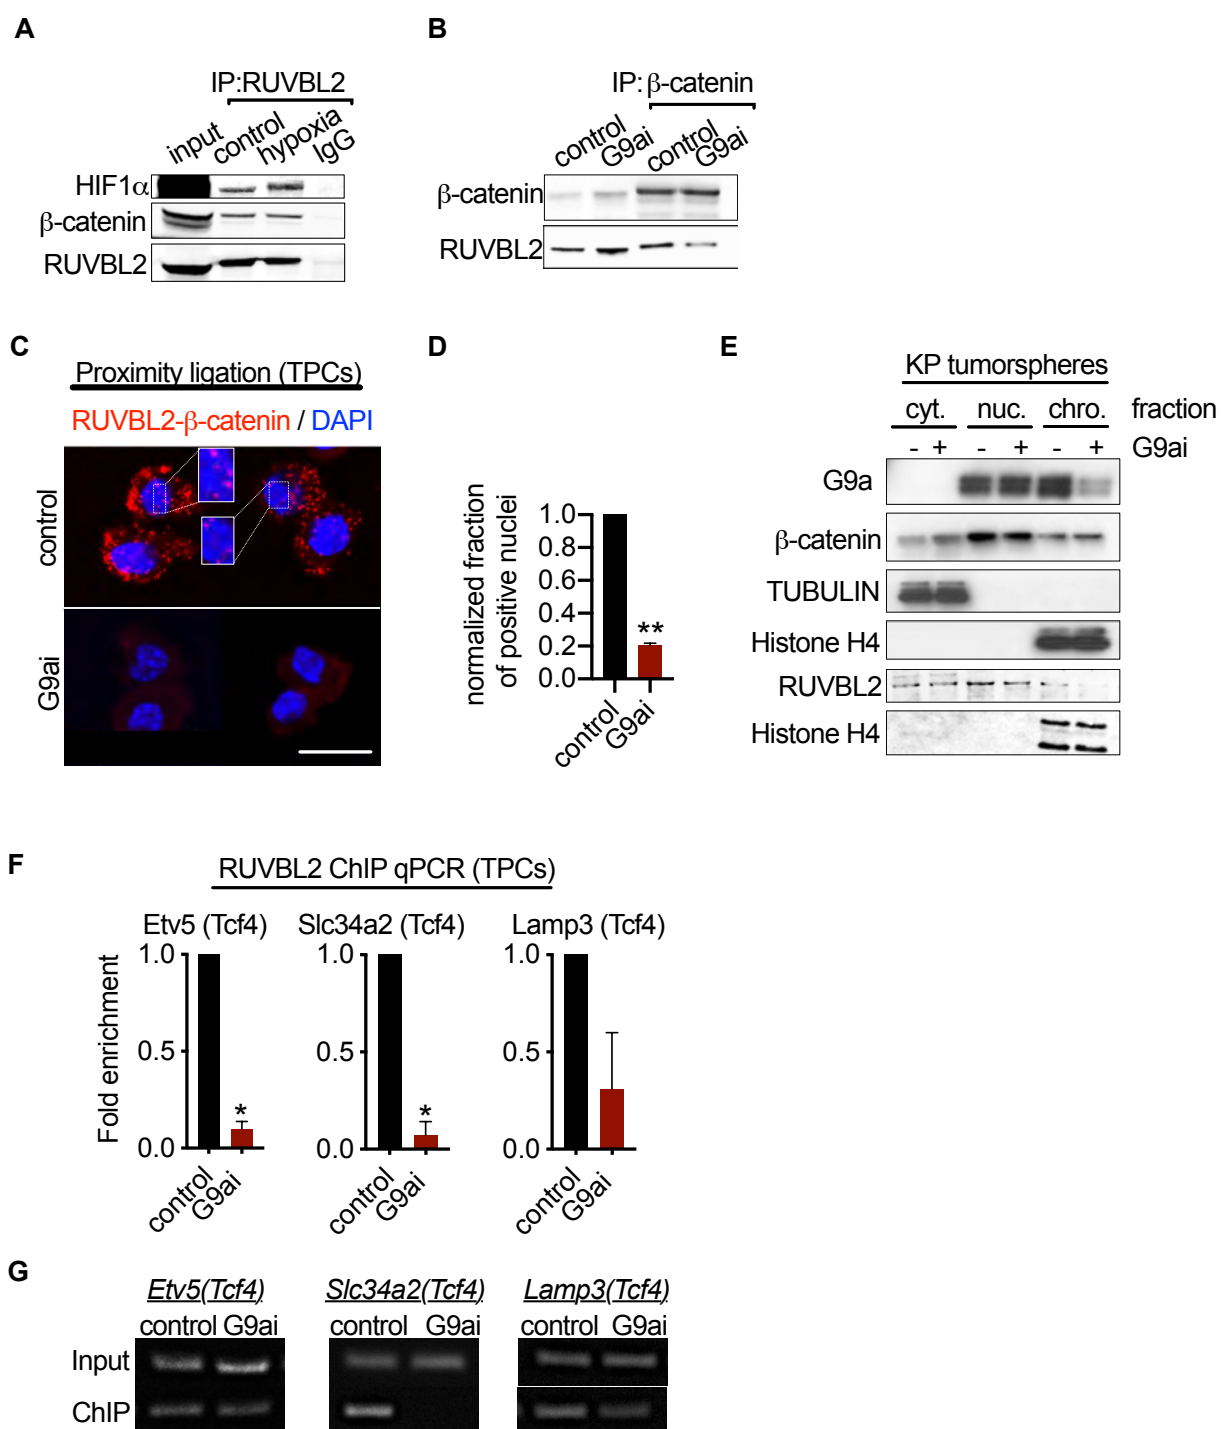 A
IP:RUVBL2
input control hypoxia IgG
HIF1α
β-catenin
RUVBL2
B
IP: β-catenin
control G9ai control G9ai
β-catenin
RUVBL2
C
Proximity ligation (TPCs)
RUVBL2-β-catenin / DAPI
control
G9ai
D
normalized fraction
of positive nuclei
1.0
0.8
0.6
0.4
0.2
0.0
**
control
G9ai
E
KP tumorspheres
cyt. nuc. chro. fraction
- + - + - + G9ai
G9a
β-catenin
TUBULIN
Histone H4
RUVBL2
Histone H4
F
RUVBL2 ChIP qPCR (TPCs)
Etv5 (Tcf4)
Fold enrichment
1.0
0.5
0.0
*
control
G9ai
Slc34a2 (Tcf4)
1.0
0.5
0.0
*
control
G9ai
Lamp3 (Tcf4)
1.0
0.5
0.0
control
G9ai
G
Etv5(Tcf4) Slc34a2(Tcf4) Lamp3(Tcf4)
control G9ai control G9ai control G9ai
Input
ChIP